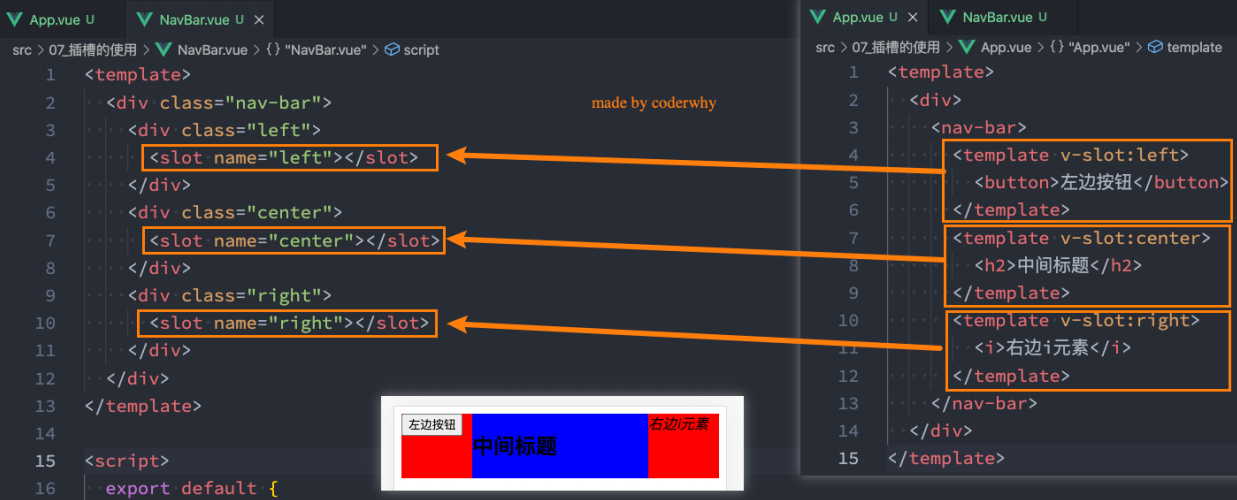 App.vue U
NavBar.vue U
src > 07_插槽的使用 > NavBar.vue > {} "NavBar.vue" > script
1 <template>
2 <div class="nav-bar">
3 <div class="left">
4 <slot name="left"></slot>
5 </div>
6 <div class="center">
7 <slot name="center"></slot>
8 </div>
9 <div class="right">
10 <slot name="right"></slot>
11 </div>
12 </div>
13 </template>
14
15 <script>
16 export default {
made by coderwhy
左边按钮
中间标题
右边i元素
App.vue U
NavBar.vue U
src > 07_插槽的使用 > App.vue > {} "App.vue" > template
1 <template>
2 <div>
3 <nav-bar>
4 <template v-slot:left>
5 <button>左边按钮</button>
6 </template>
7 <template v-slot:center>
8 <h2>中间标题</h2>
9 </template>
10 <template v-slot:right>
11 <i>右边i元素</i>
12 </template>
13 </nav-bar>
14 </div>
15 </template>